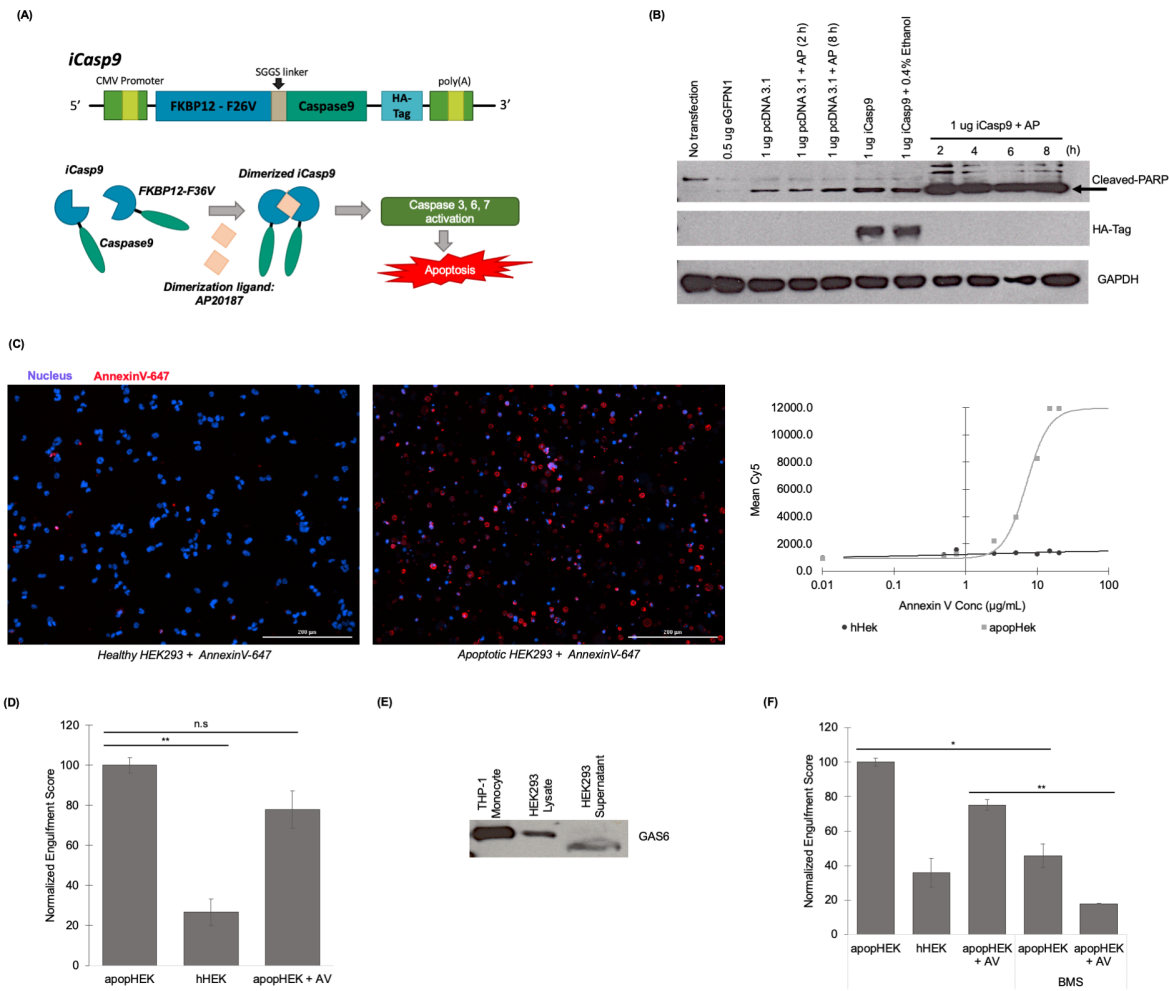 (A)
iCasp9
CMV Promoter
SGGS linker
poly(A)
5’
FKBP12 - F26V
Caspase9
HA-
Tag
3’
iCasp9
FKBP12-F36V
Caspase9
Dimerized iCasp9
Dimerization ligand:
AP20187
Caspase 3, 6, 7
activation
Apoptosis
(B)
No transfection
0.5 ug eGFPN1
1 ug pcDNA 3.1
1 ug pcDNA 3.1 + AP (2 h)
1 ug pcDNA 3.1 + AP (8 h)
1 ug iCasp9
1 ug iCasp9 + 0.4% Ethanol
1 ug iCasp9 + AP
2 4 6 8 (h)
Cleaved-PARP
HA-Tag
GAPDH
(C)
Nucleus AnnexinV-647
200 µm
Healthy HEK293 + AnnexinV-647
200 µm
Apoptotic HEK293 + AnnexinV-647
Mean Cy5
12000.0
10000.0
8000.0
6000.0
4000.0
2000.0
0.0
0.01 0.1 1 10 100
Annexin V Conc (µg/mL)
hHek apopHek
(D)
Normalized Engulfment Score
120
100
80
60
40
20
0
n.s
**
apopHEK hHEK apopHEK + AV
(E)
THP-1
Monocyte
HEK293
Lysate
HEK293
Supernatant
GAS6
(F)
Normalized Engulfment Score
120
100
80
60
40
20
0
*
**
apopHEK hHEK apopHEK
+ AV apopHEK apopHEK
+ AV
BMS